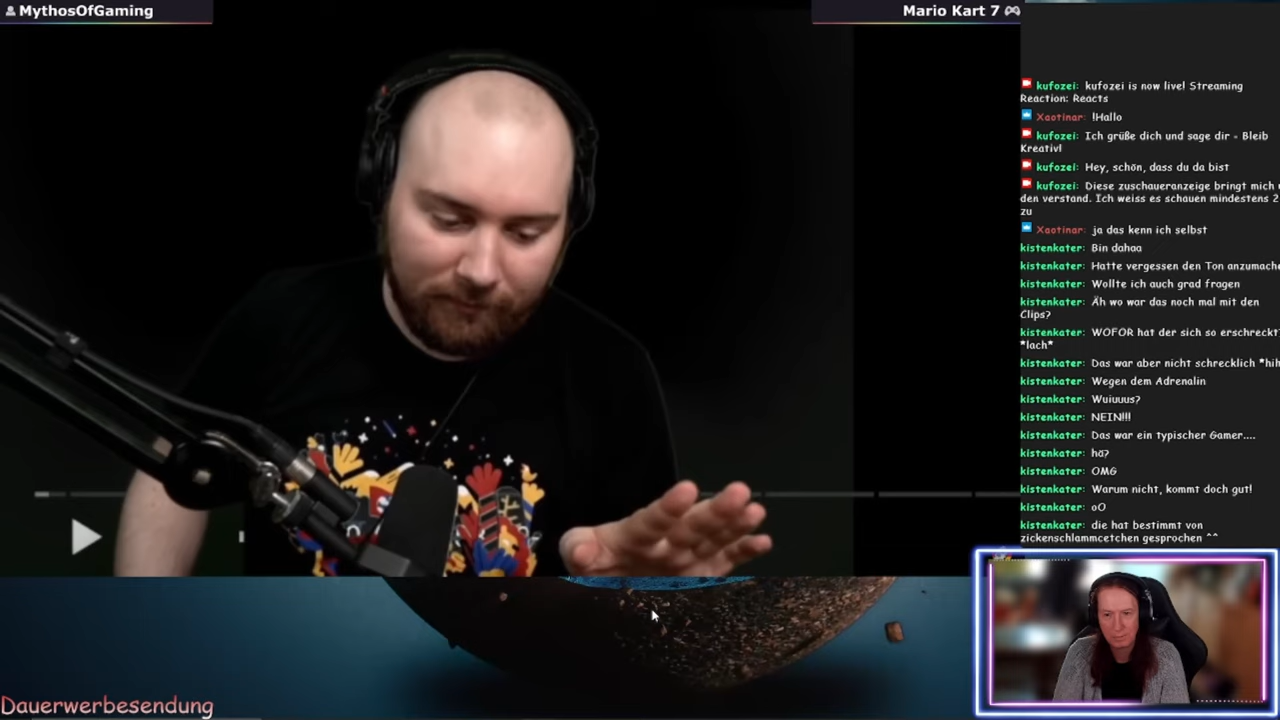 MythosOfGaming
Mario Kart 7
kufozei: kufozei is now live! Streaming
Reaction: Reacts
Xaotinar: !Hallo
kufozei: Ich grüße dich und sage dir - Bleib
Kreativ!
kufozei: Hey, schön, dass du da bist
kufozei: Diese zuschaueranzeige bringt mich
den verstand. Ich weiss es schauen mindestens 2
zu
Xaotinar: ja das kenn ich selbst
kistenkater: Bin dahaa
kistenkater: Hatte vergessen den Ton anzumache
kistenkater: Wollte ich auch grad fragen
kistenkater: Äh wo war das noch mal mit den
Clips?
kistenkater: WOFOR hat der sich so erschreckt
*lach*
kistenkater: Das war aber nicht schrecklich *hih
kistenkater: Wegen dem Adrenalin
kistenkater: Wuiuuus?
kistenkater: NEIN!!!
kistenkater: Das war ein typischer Gamer....
kistenkater: hä?
kistenkater: OMG
kistenkater: Warum nicht, kommt doch gut!
kistenkater: oO
kistenkater: die hat bestimmt von
zickenschlammcetchen gesprochen ^^
Dauerwerbesendung